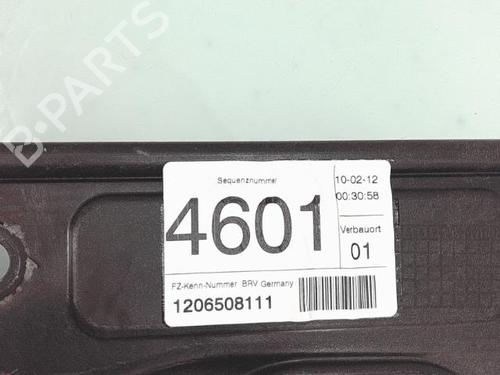 Sequenznummer
4601
10-02-12
00:30:58
Verbauort
01
FZ-Kenn-Nummer BRV Germany
1206508111
B-PARTS